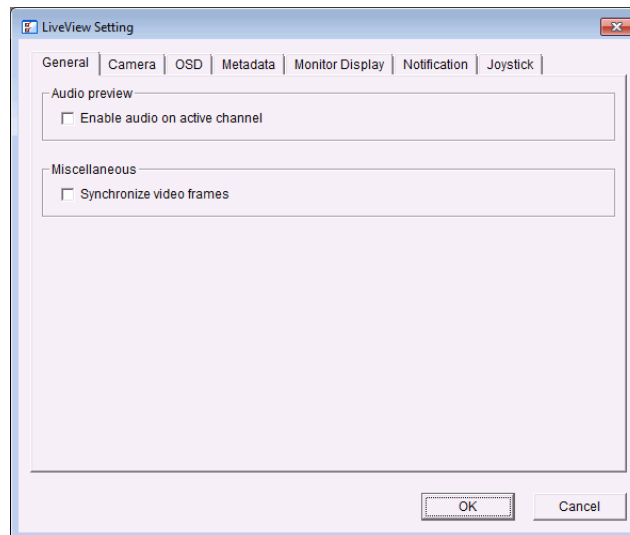 LiveView Setting
General Camera OSD Metadata Monitor Display Notification Joystick
Audio preview
Enable audio on active channel
Miscellaneous
Synchronize video frames
OK Cancel